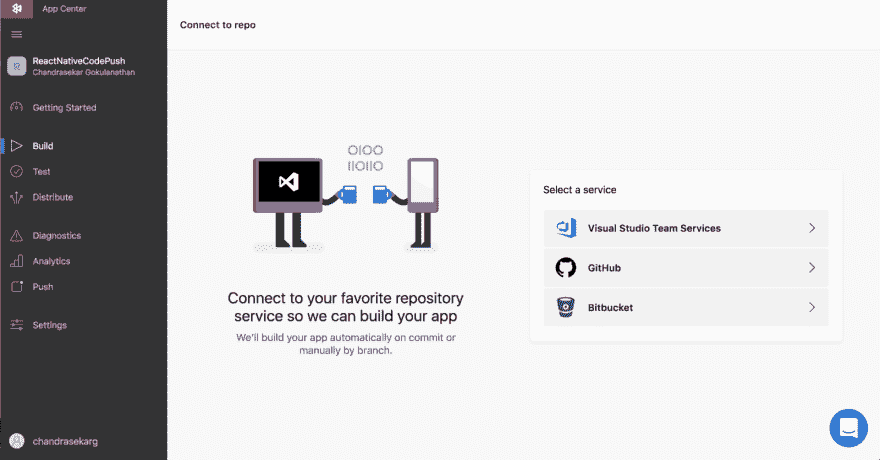 App Center
Connect to repo
ReactNativeCodePush
Chandrasekar Gokulanathan
Getting Started
Build
Test
Distribute
Diagnostics
Analytics
Push
Settings
chandrasekarg
Connect to your favorite repository
service so we can build your app
We'll build your app automatically on commit or
manually by branch.
Select a service
Visual Studio Team Services
GitHub
Bitbucket